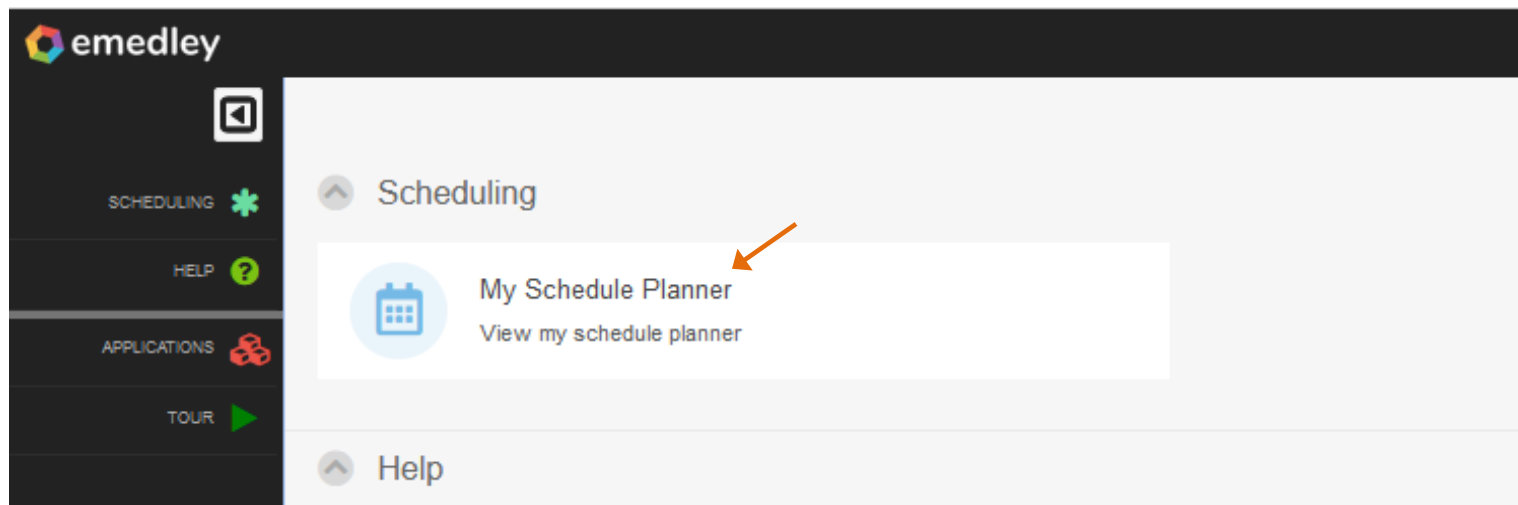 emedley
SCHEDULING
HELP
APPLICATIONS
TOUR
Scheduling
My Schedule Planner
View my schedule planner
Help